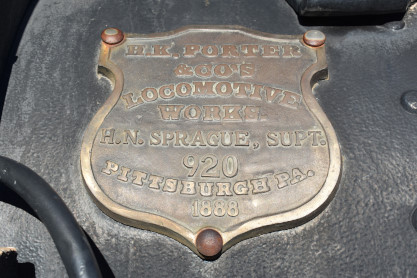 H.K. PORTER
& CO'S
LOCOMOTIVE
WORKS.
H.N. SPRAGUE, SUPT.
920
PITTSBURGH PA.
1888